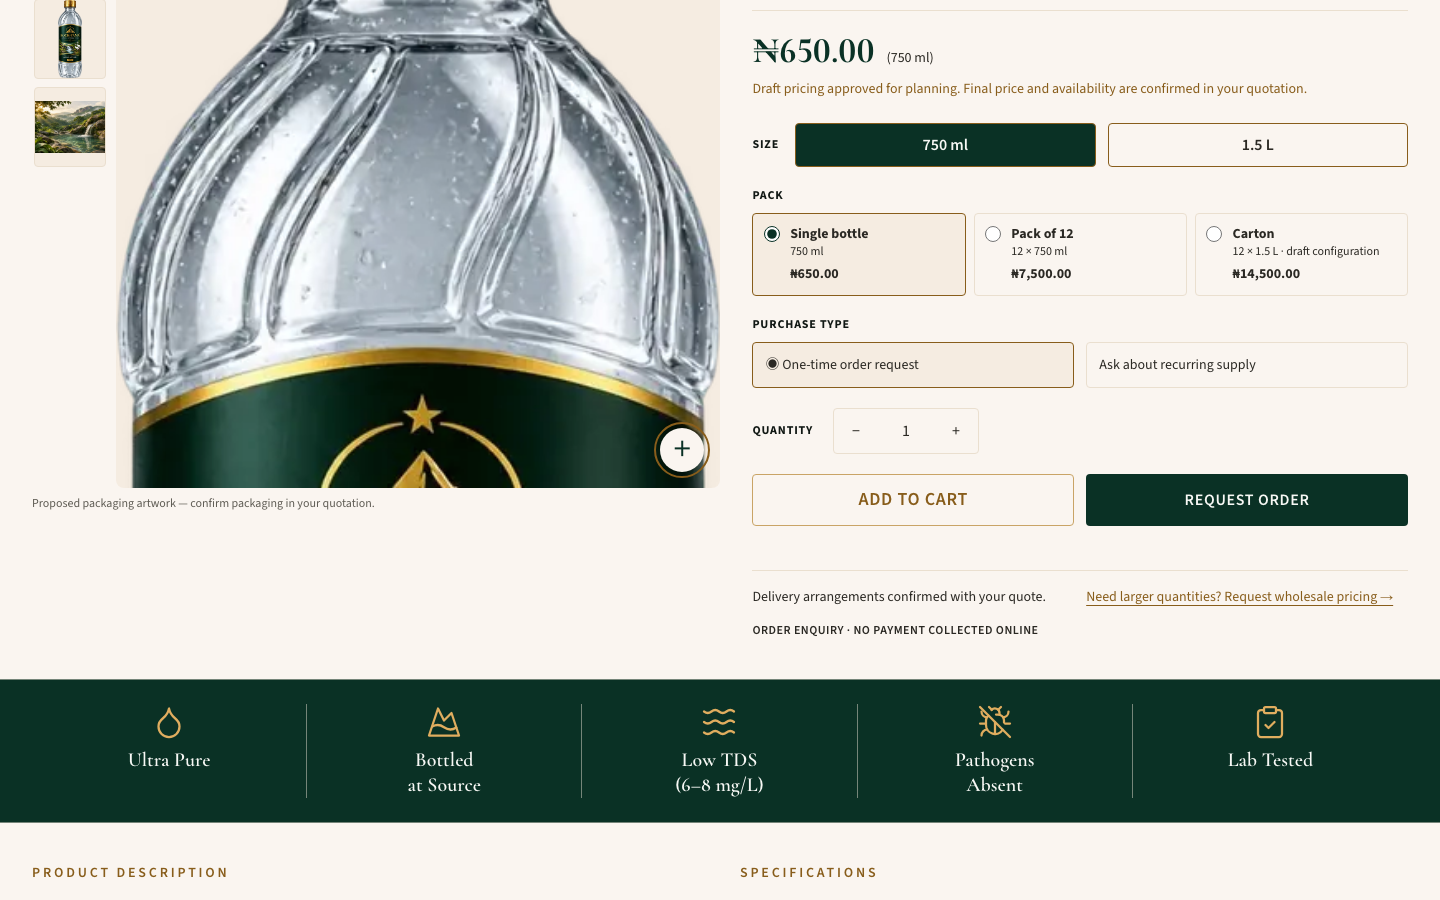 ₦650.00 (750 ml)
Draft pricing approved for planning. Final price and availability are confirmed in your quotation.
SIZE
750 ml
1.5 L
PACK
Single bottle
750 ml
₦650.00
Pack of 12
12 × 750 ml
₦7,500.00
Carton
12 × 1.5 L · draft configuration
₦14,500.00
PURCHASE TYPE
One-time order request
Ask about recurring supply
QUANTITY
− 1 +
ADD TO CART
REQUEST ORDER
Proposed packaging artwork — confirm packaging in your quotation.
Delivery arrangements confirmed with your quote.
Need larger quantities? Request wholesale pricing →
ORDER ENQUIRY · NO PAYMENT COLLECTED ONLINE
Ultra Pure
Bottled
at Source
Low TDS
(6–8 mg/L)
Pathogens
Absent
Lab Tested
PRODUCT DESCRIPTION
SPECIFICATIONS